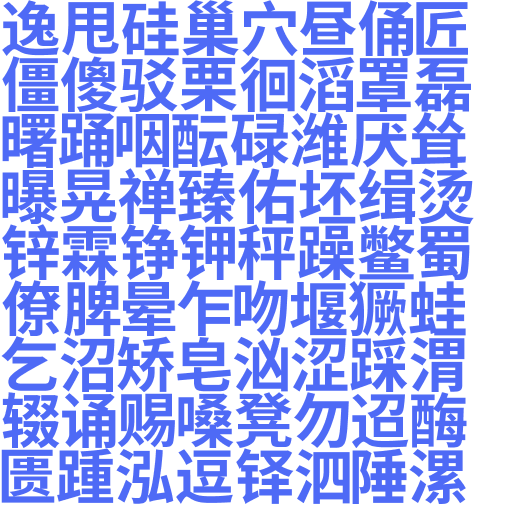 逸甩硅巢穴昼俑匠
僵傻驳栗徊滔罩磊
曙踊咽酝碌潍厌耸
曝晃禅臻佑坯缉烫
锌霖铮钾秤躁鳖蜀
僚脾晕乍吻堰獗蛙
乞沼矫皂汹涩踩渭
辍诵赐嗓凳勿迢酶
匮踵泓逗铎泗陲漯